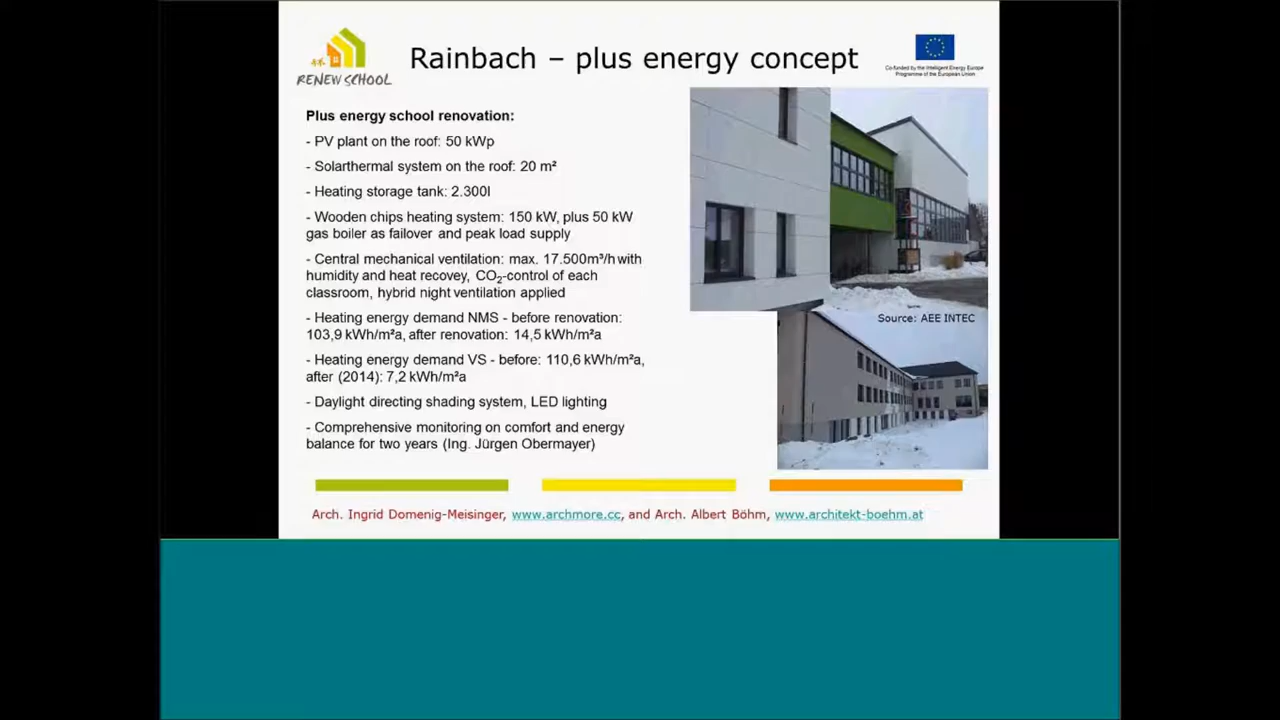 RENEW SCHOOL
Rainbach – plus energy concept
Co-funded by the Intelligent Energy Europe
Programme of the European Union
Plus energy school renovation:
- PV plant on the roof: 50 kWp
- Solarthermal system on the roof: 20 m²
- Heating storage tank: 2.300l
- Wooden chips heating system: 150 kW, plus 50 kW
gas boiler as failover and peak load supply
- Central mechanical ventilation: max. 17.500m³/h with
humidity and heat recovey, CO₂-control of each
classroom, hybrid night ventilation applied
- Heating energy demand NMS - before renovation:
103,9 kWh/m²a, after renovation: 14,5 kWh/m²a
- Heating energy demand VS - before: 110,6 kWh/m²a,
after (2014): 7,2 kWh/m²a
- Daylight directing shading system, LED lighting
- Comprehensive monitoring on comfort and energy
balance for two years (Ing. Jürgen Obermayer)
Source: AEE INTEC
Arch. Ingrid Domenig-Meisinger, www.archmore.cc, and Arch. Albert Böhm, www.architekt-boehm.at